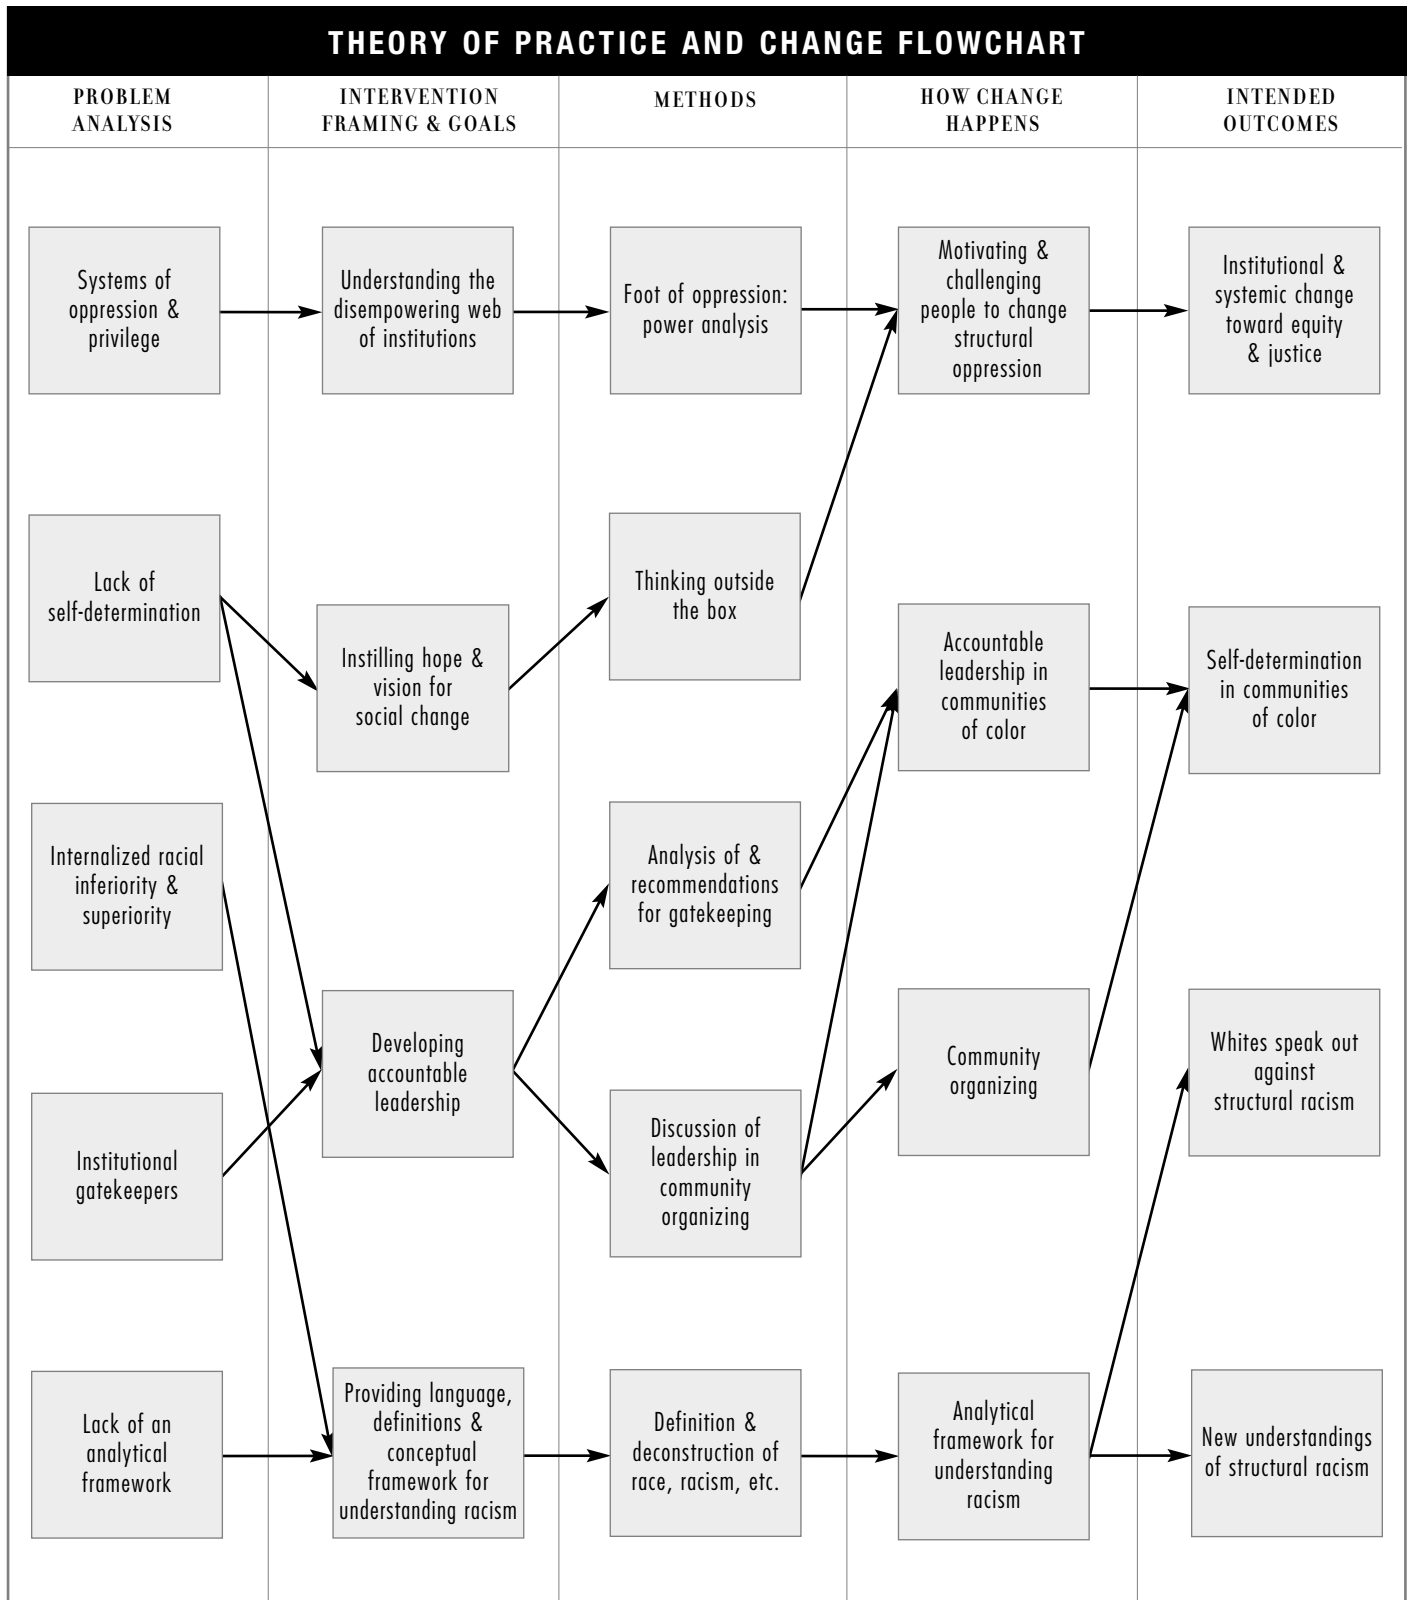 THEORY OF PRACTICE AND CHANGE FLOWCHART
PROBLEM
ANALYSIS
INTERVENTION
FRAMING & GOALS
METHODS
HOW CHANGE
HAPPENS
INTENDED
OUTCOMES
Systems of
oppression &
privilege
Understanding the
disempowering web
of institutions
Foot of oppression:
power analysis
Motivating &
challenging
people to change
structural
oppression
Institutional &
systemic change
toward equity
& justice
Lack of
self-determination
Instilling hope &
vision for
social change
Thinking outside
the box
Accountable
leadership in
communities
of color
Self-determination
in communities
of color
Internalized racial
inferiority &
superiority
Analysis of &
recommendations
for gatekeeping
Institutional
gatekeepers
Developing
accountable
leadership
Discussion of
leadership in
community
organizing
Community
organizing
Whites speak out
against
structural racism
Lack of an
analytical
framework
Providing language,
definitions &
conceptual
framework for
understanding racism
Definition &
deconstruction of
race, racism, etc.
Analytical
framework for
understanding
racism
New understandings
of structural racism